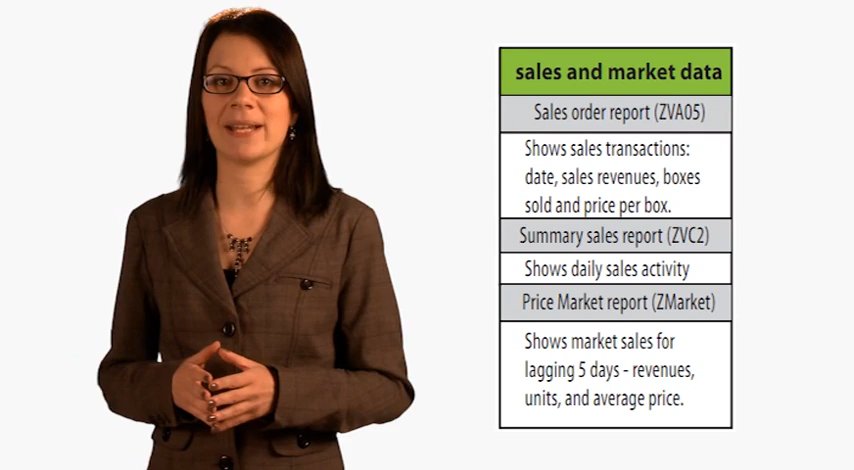 sales and market data
Sales order report (ZVA05)
Shows sales transactions:
date, sales revenues, boxes
sold and price per box.
Summary sales report (ZVC2)
Shows daily sales activity
Price Market report (ZMarket)
Shows market sales for
lagging 5 days - revenues,
units, and average price.